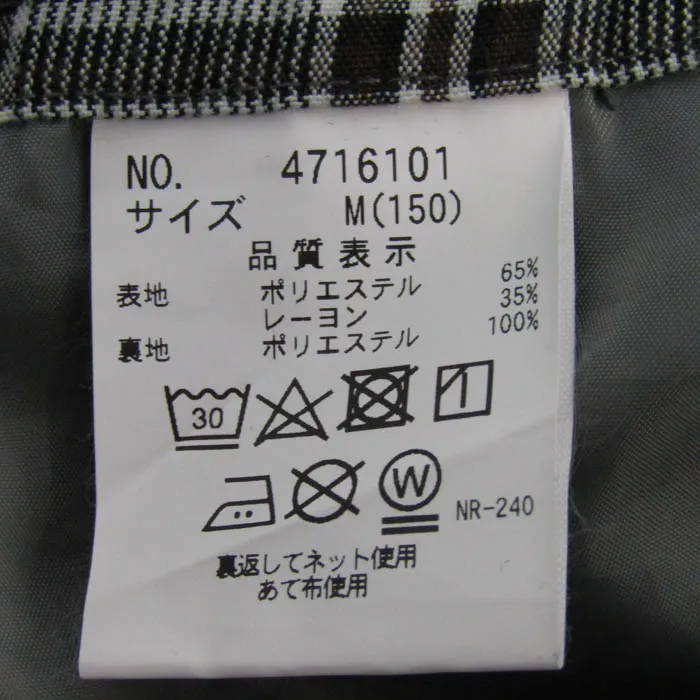 NO. 4716101
サイズ M(150)
品質表示
表地 ポリエステル 65%
レーヨン 35%
裏地 ポリエステル 100%
30
W NR-240
裏返してネット使用
あて布使用